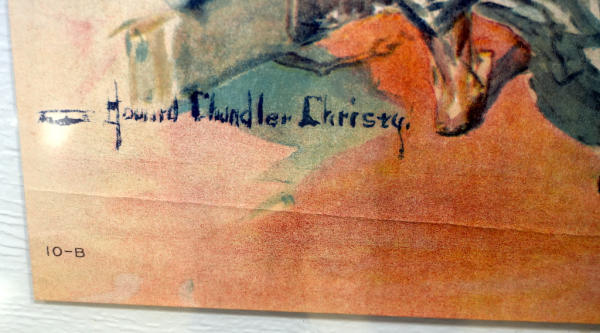 Howard Chandler Christy.
10-B